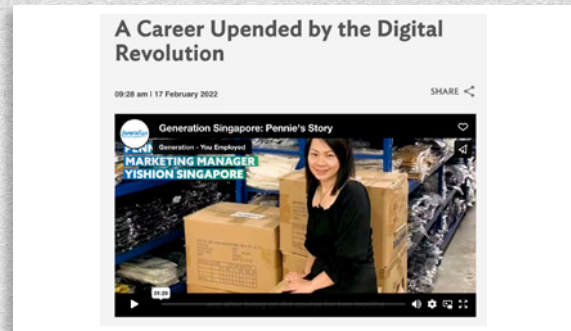 A Career Upended by the Digital
Revolution
09:28 am | 17 February 2022
SHARE
Generation Singapore: Pennie's Story
Generation - You Employed
MARKETING MANAGER
YISHION SINGAPORE
01:29